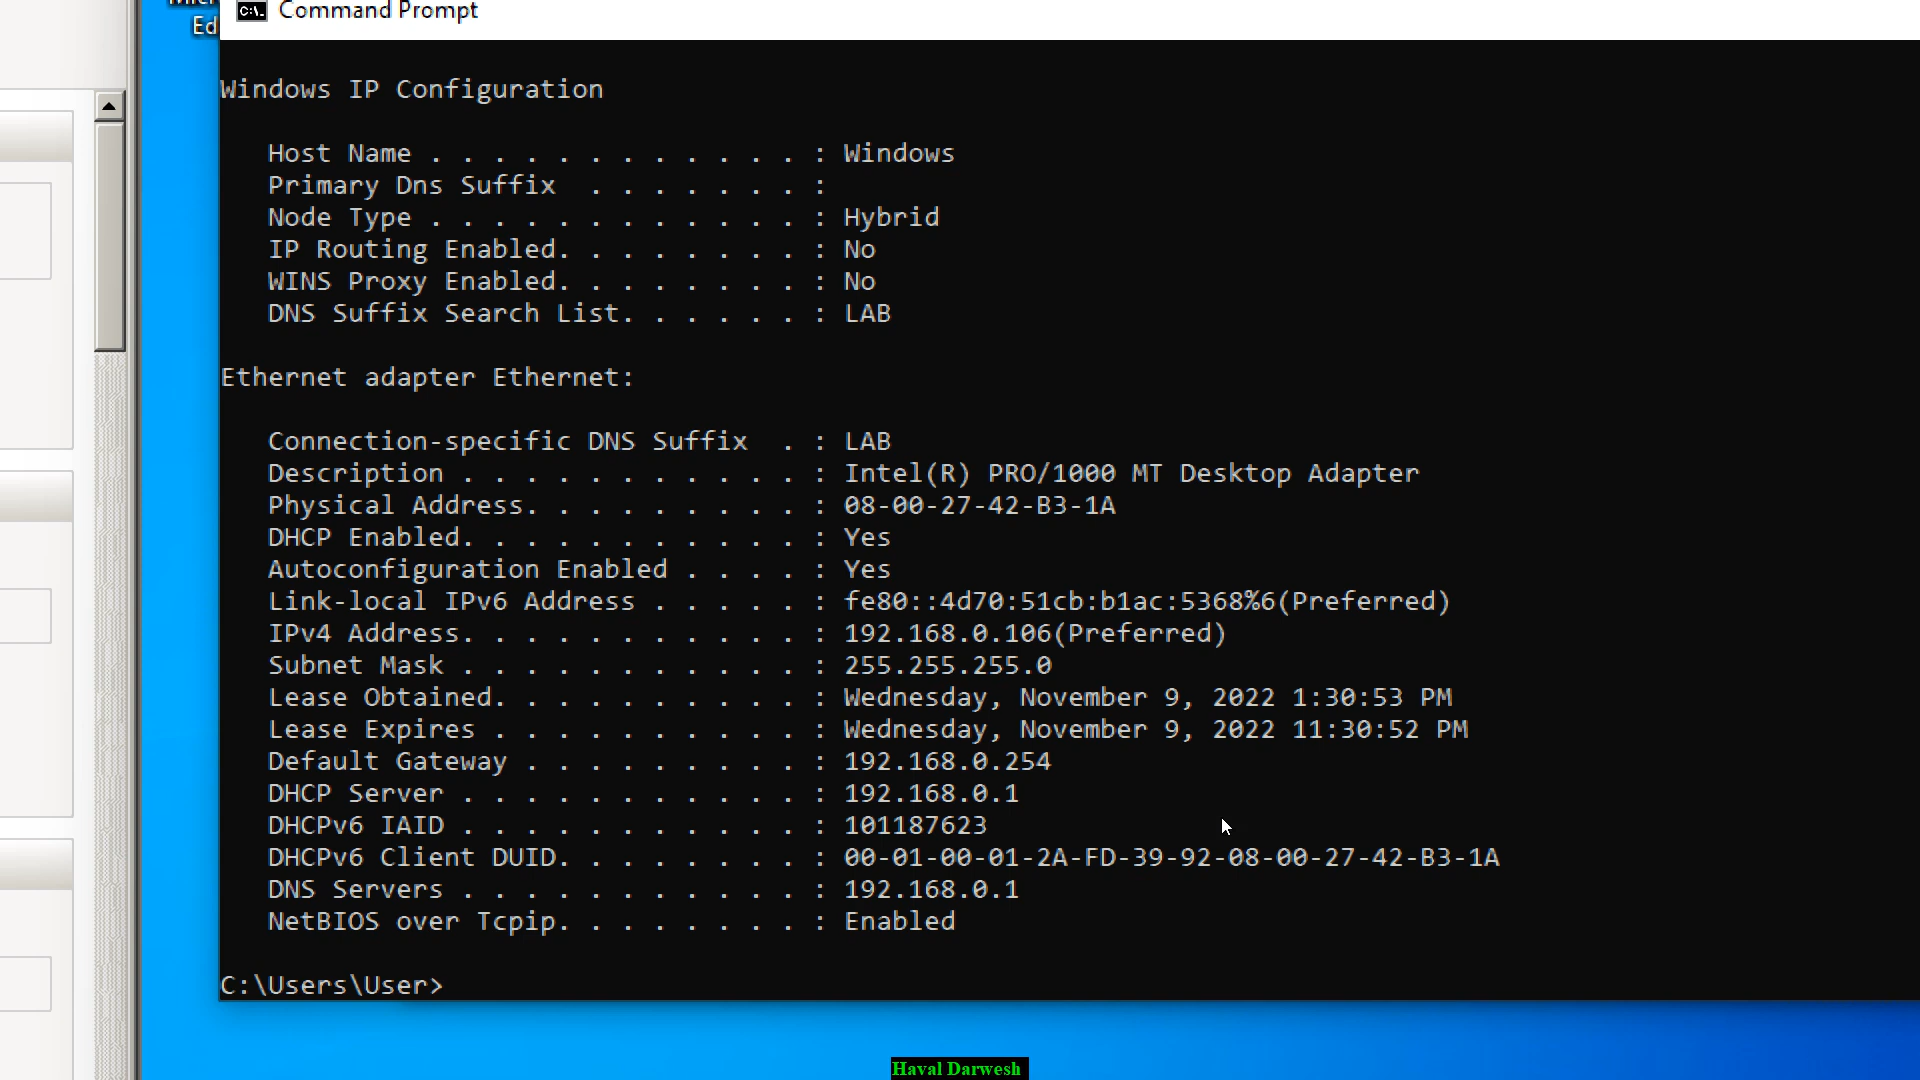 Ed
Command Prompt
Windows IP Configuration
Host Name . . . . . . . . . . . . : Windows
Primary Dns Suffix  . . . . . . . :
Node Type . . . . . . . . . . . . : Hybrid
IP Routing Enabled. . . . . . . . : No
WINS Proxy Enabled. . . . . . . . : No
DNS Suffix Search List. . . . . . : LAB
Ethernet adapter Ethernet:
Connection-specific DNS Suffix  . : LAB
Description . . . . . . . . . . . : Intel(R) PRO/1000 MT Desktop Adapter
Physical Address. . . . . . . . . : 08-00-27-42-B3-1A
DHCP Enabled. . . . . . . . . . . : Yes
Autoconfiguration Enabled . . . . : Yes
Link-local IPv6 Address . . . . . : fe80::4d70:51cb:b1ac:5368%6(Preferred)
IPv4 Address. . . . . . . . . . . : 192.168.0.106(Preferred)
Subnet Mask . . . . . . . . . . . : 255.255.255.0
Lease Obtained. . . . . . . . . . : Wednesday, November 9, 2022 1:30:53 PM
Lease Expires . . . . . . . . . . : Wednesday, November 9, 2022 11:30:52 PM
Default Gateway . . . . . . . . . : 192.168.0.254
DHCP Server . . . . . . . . . . . : 192.168.0.1
DHCPv6 IAID . . . . . . . . . . . : 101187623
DHCPv6 Client DUID. . . . . . . . : 00-01-00-01-2A-FD-39-92-08-00-27-42-B3-1A
DNS Servers . . . . . . . . . . . : 192.168.0.1
NetBIOS over Tcpip. . . . . . . . : Enabled
C:\Users\User>
Haval Darwesh